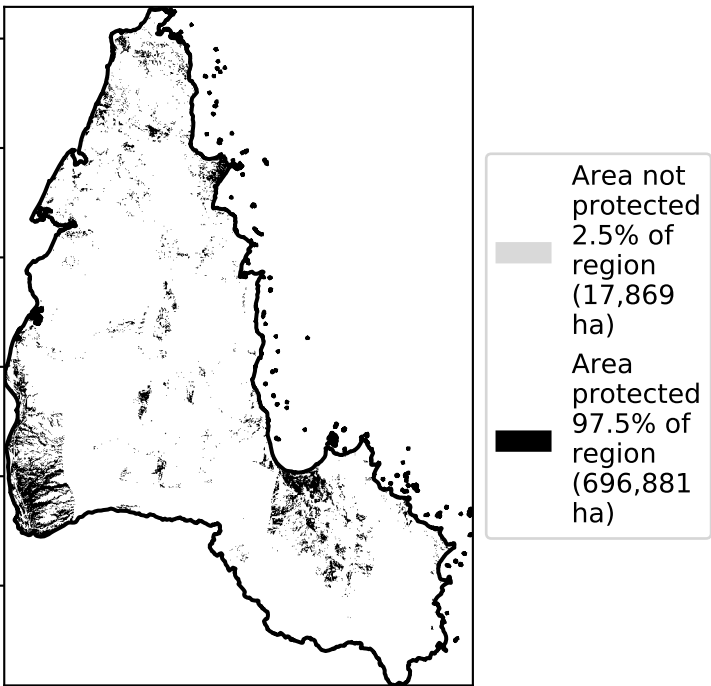 Area not
protected
2.5% of
region
(17,869
ha)
Area
protected
97.5% of
region
(696,881
ha)